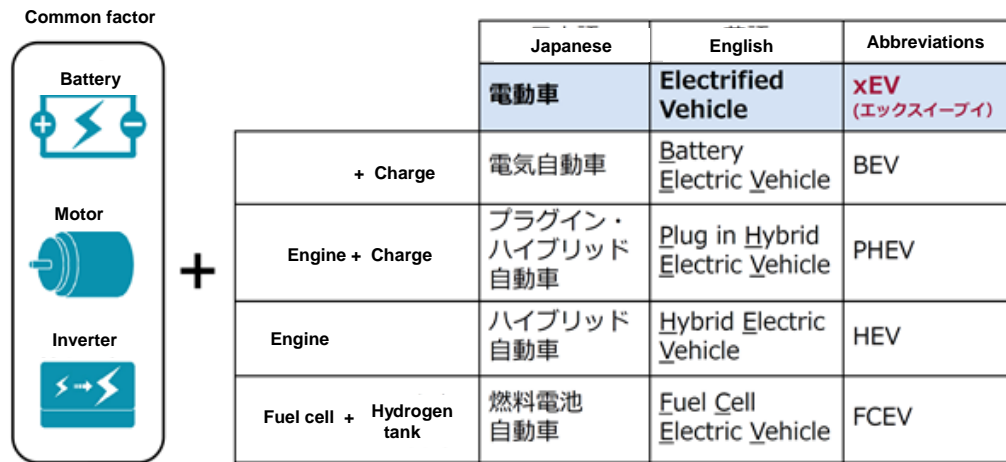 Common factor
Battery
Motor
Inverter
+
Japanese English Abbreviations
電動車 Electrified
Vehicle xEV
(エックスイーブイ)
+ Charge 電気自動車 Battery
Electric Vehicle BEV
Engine + Charge プラグイン・
ハイブリッド
自動車 Plug in Hybrid
Electric Vehicle PHEV
Engine ハイブリッド
自動車 Hybrid Electric
Vehicle HEV
Fuel cell + Hydrogen
tank 燃料電池
自動車 Fuel Cell
Electric Vehicle FCEV